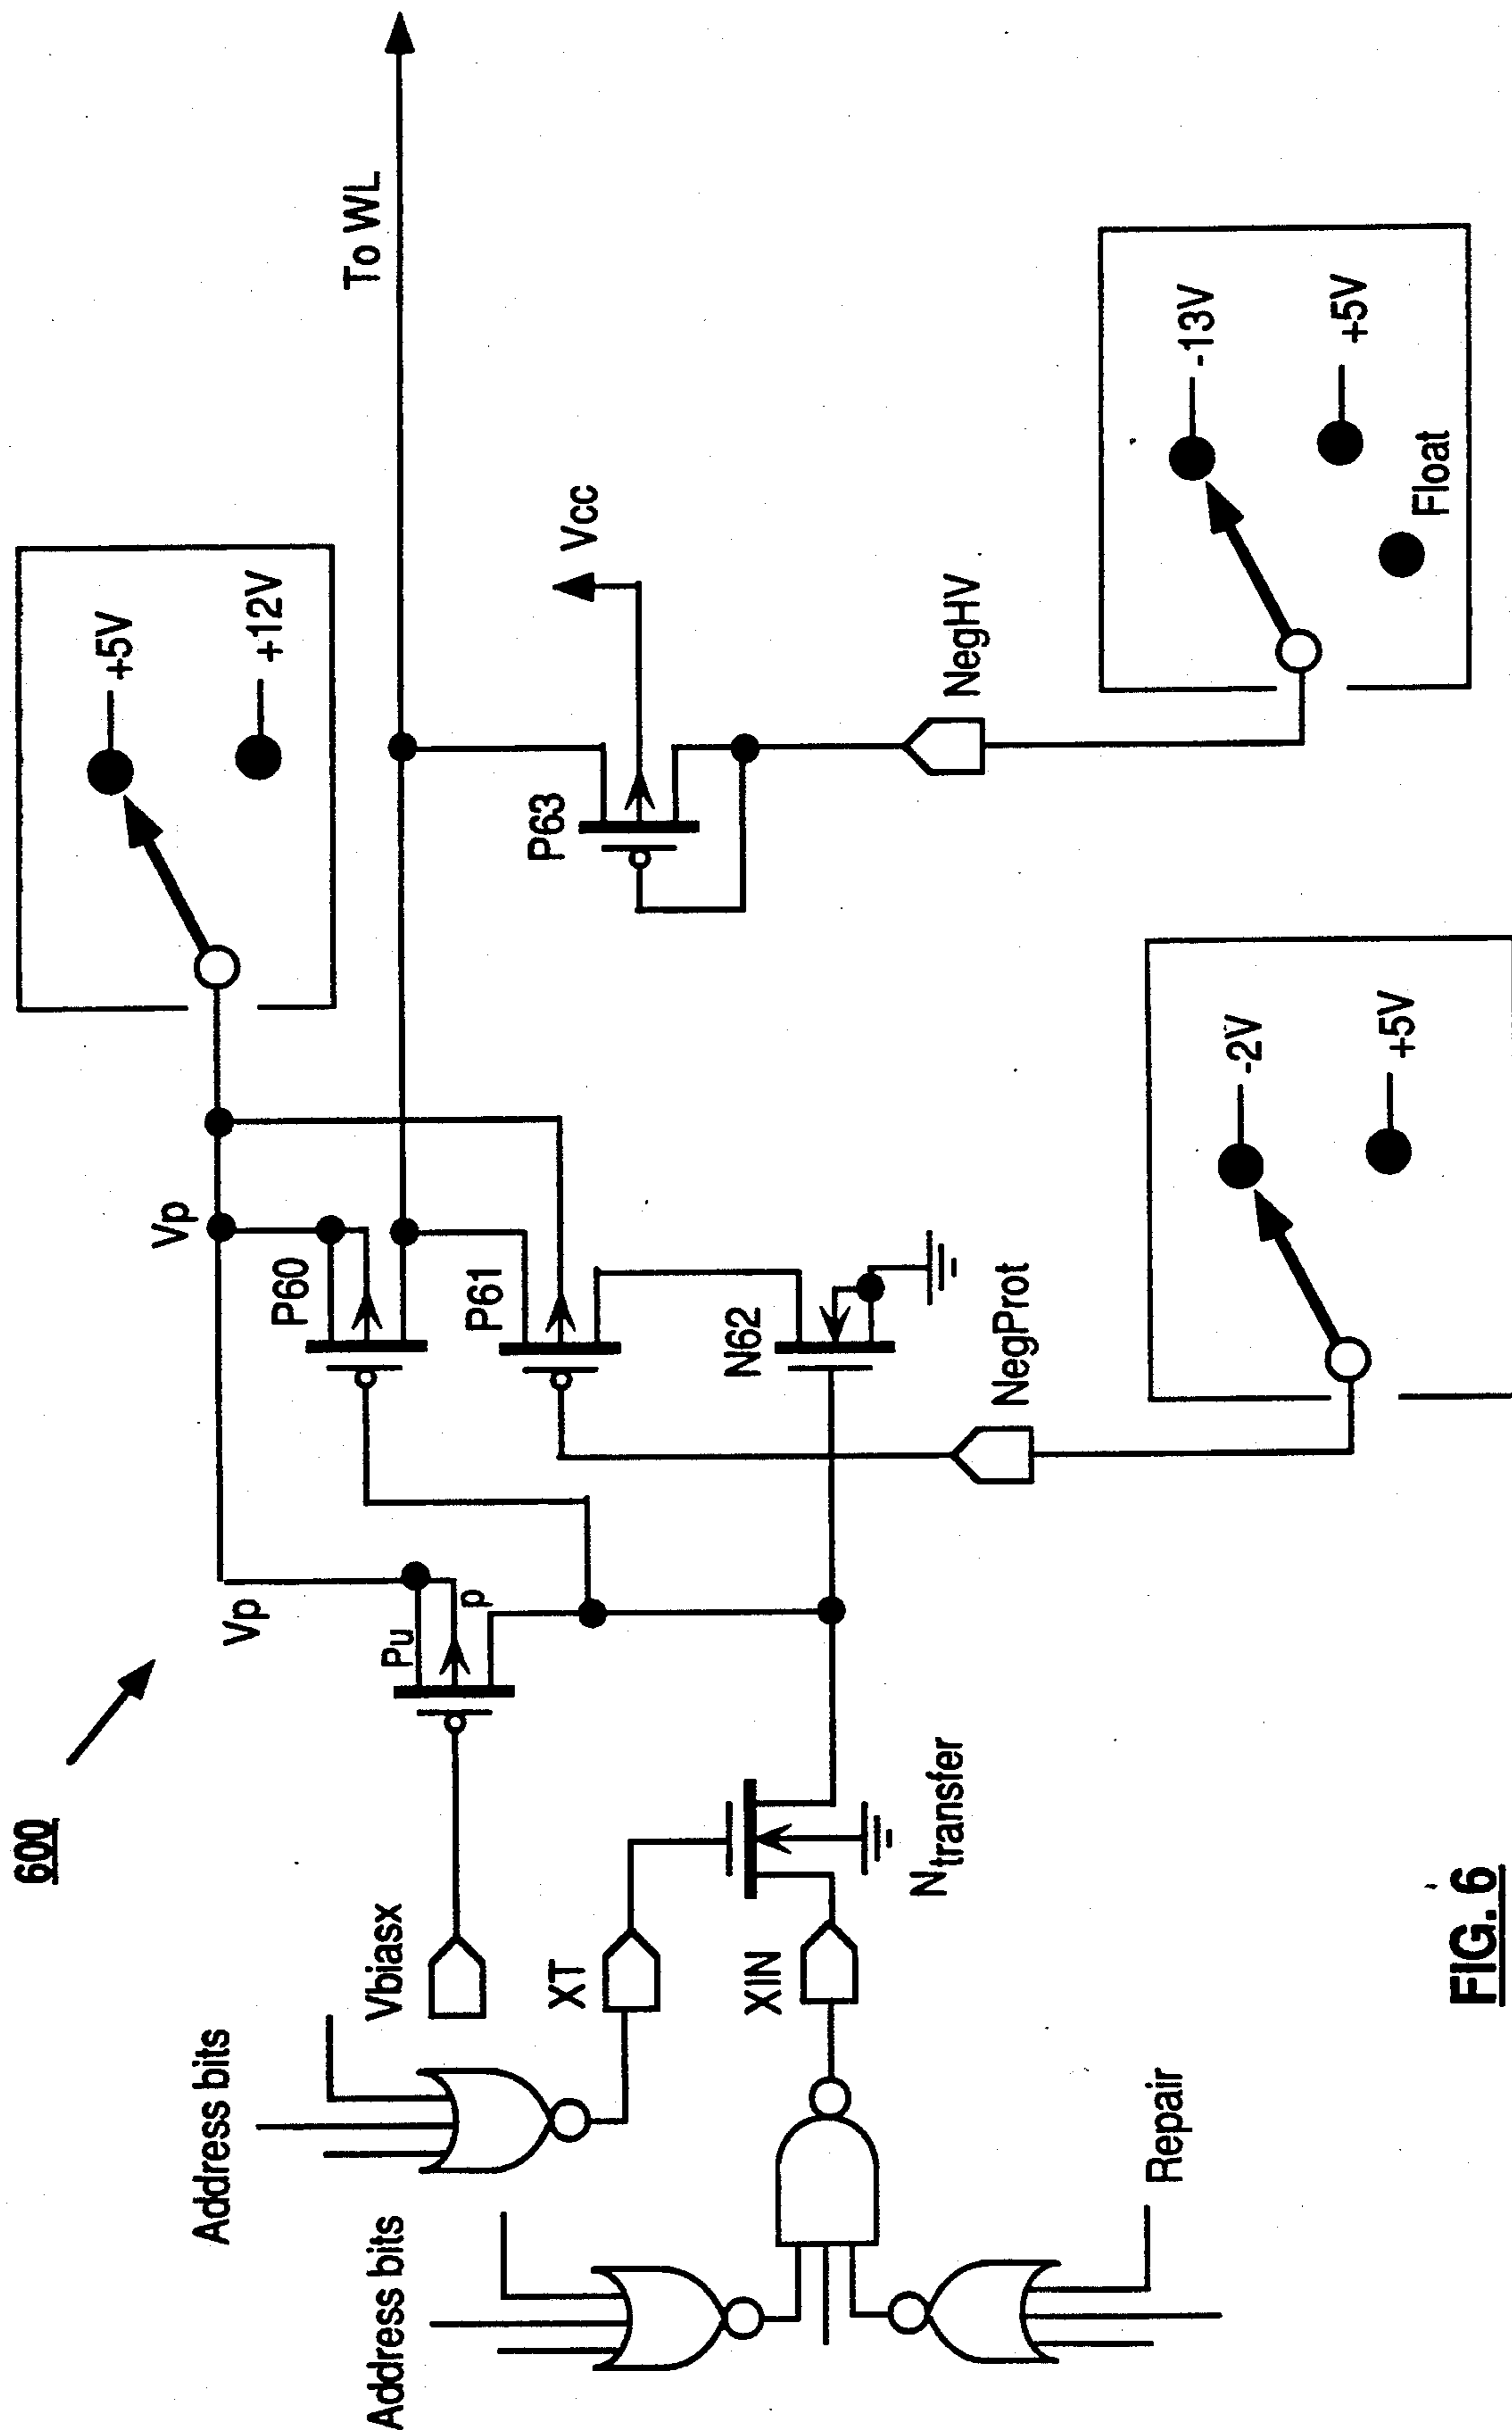 600
Address bits
Address bits
Vbiasx
XT
XIN
Repair
Ntransfer
Vp
Pu
p
Vp
P60
P61
N62
NegProt
-2V
+5V
+5V
+12V
P63
Vcc
NegHV
-13V
+5V
Float
To WL
FIG. 6